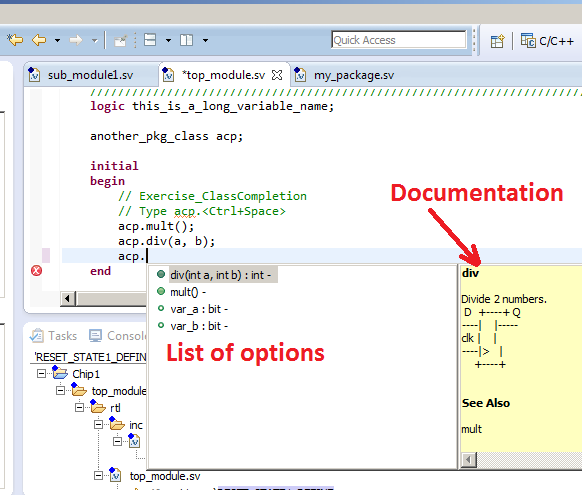 Quick Access
C/C++
sub_module1.sv
*top_module.sv
my_package.sv
////////////////////////////////////////////////////////////////////////
logic this_is_a_long_variable_name;
another_pkg_class acp;
initial
begin
// Exercise_ClassCompletion
// Type acp.<Ctrl+Space>
acp.mult();
acp.div(a, b);
acp.
end
Documentation
div(int a, int b) : int -
mult() -
var_a : bit -
var_b : bit -
List of options
div
Divide 2 numbers.
D +----+ Q
----| |-----
clk | |
----|> |
+----+
See Also
mult
Tasks
Console
'RESET_STATE1_DEFINE
Chip1
top_module
rtl
inc
top_module.sv